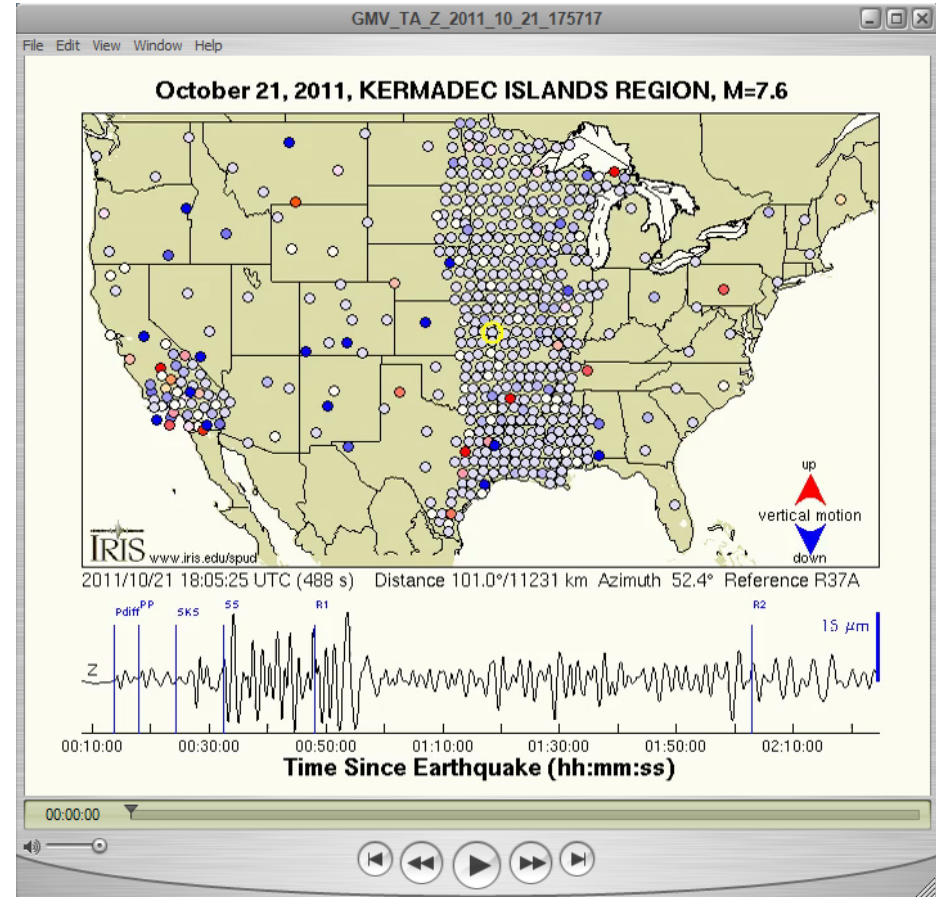 GMV_TA_Z_2011_10_21_175717
File Edit View Window Help
October 21, 2011, KERMADEC ISLANDS REGION, M=7.6
up
vertical motion
down
IRIS www.iris.edu/spud
2011/10/21 18:05:25 UTC (488 s) Distance 101.0°/11231 km Azimuth 52.4° Reference R37A
Pdiff PP SKS SS R1 R2
15 μm
Z
00:10:00 00:30:00 00:50:00 01:10:00 01:30:00 01:50:00 02:10:00
Time Since Earthquake (hh:mm:ss)
00:00:00